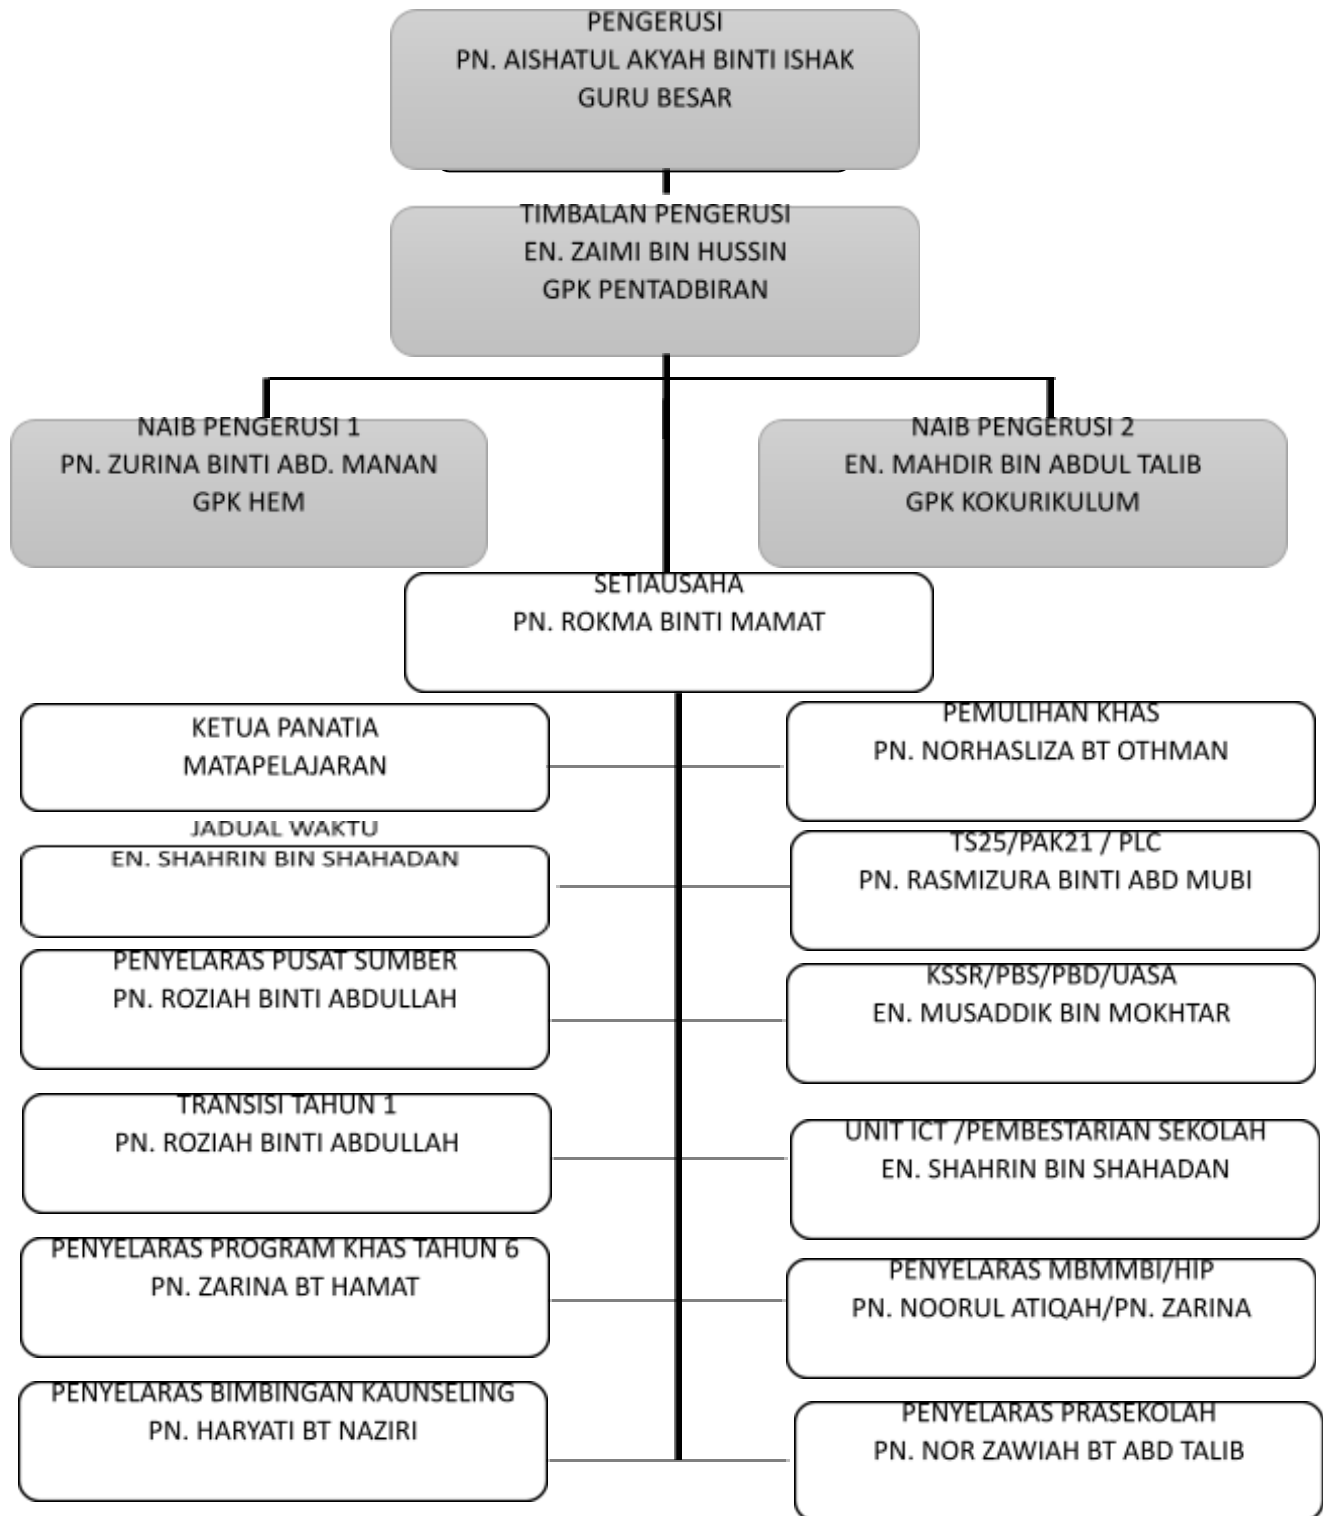 PENGERUSI
PN. AISHATUL AKYAH BINTI ISHAK
GURU BESAR
TIMBALAN PENGERUSI
EN. ZAIMI BIN HUSSIN
GPK PENTADBIRAN
NAIB PENGERUSI 1
PN. ZURINA BINTI ABD. MANAN
GPK HEM
NAIB PENGERUSI 2
EN. MAHDIR BIN ABDUL TALIB
GPK KOKURIKULUM
SETIAUSAHA
PN. ROKMA BINTI MAMAT
KETUA PANATIA
MATAPELAJARAN
PEMULIHAN KHAS
PN. NORHASLIZA BT OTHMAN
JADUAL WAKTU
EN. SHAHRIN BIN SHAHADAN
TS25/PAK21 / PLC
PN. RASMIZURA BINTI ABD MUBI
PENYELARAS PUSAT SUMBER
PN. ROZIAH BINTI ABDULLAH
KSSR/PBS/PBD/UASA
EN. MUSADDIK BIN MOKHTAR
TRANSISI TAHUN 1
PN. ROZIAH BINTI ABDULLAH
UNIT ICT /PEMBESTARIAN SEKOLAH
EN. SHAHRIN BIN SHAHADAN
PENYELARAS PROGRAM KHAS TAHUN 6
PN. ZARINA BT HAMAT
PENYELARAS MBMMBI/HIP
PN. NOORUL ATIQAH/PN. ZARINA
PENYELARAS BIMBINGAN KAUNSELING
PN. HARYATI BT NAZIRI
PENYELARAS PRASEKOLAH
PN. NOR ZAWIAH BT ABD TALIB